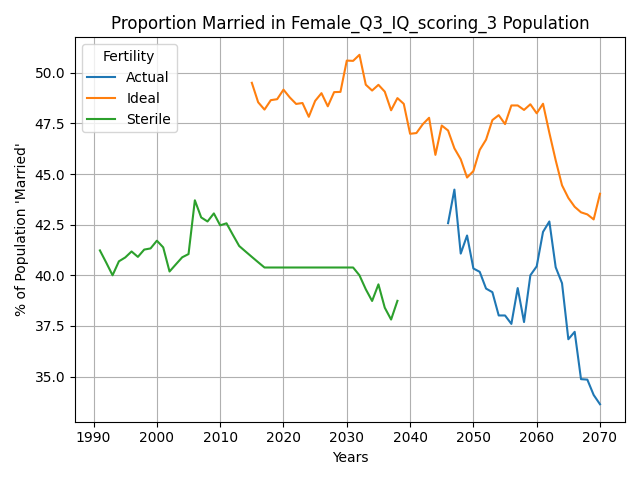 Proportion Married in Female_Q3_IQ_scoring_3 Population
Fertility
Actual
Ideal
Sterile
% of Population 'Married'
50.0
47.5
45.0
42.5
40.0
37.5
35.0
1990 2000 2010 2020 2030 2040 2050 2060 2070
Years